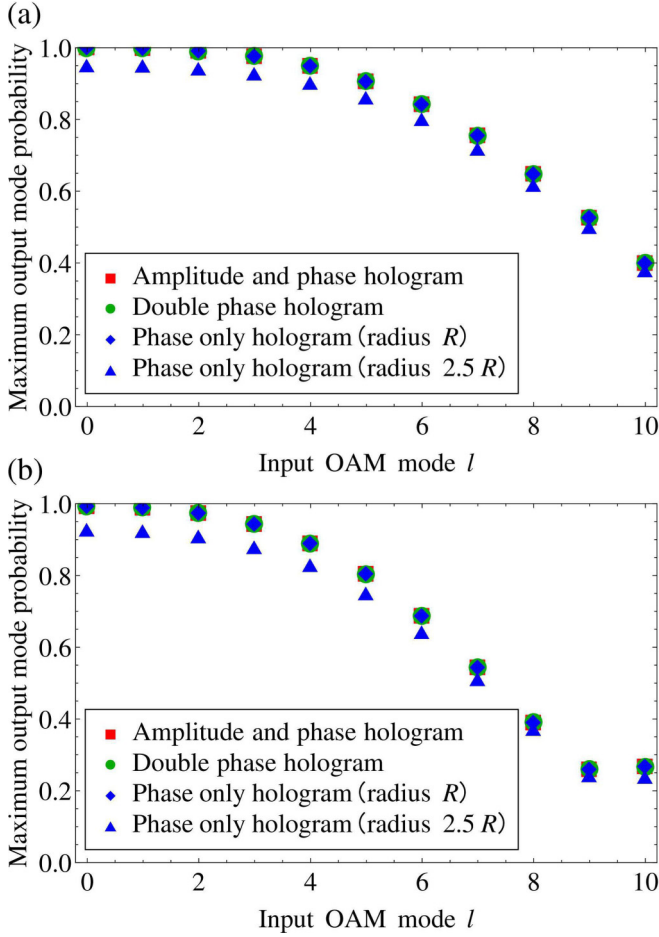 (a)
Maximum output mode probability
1.0
0.8
0.6
0.4
0.2
0.0
Amplitude and phase hologram
Double phase hologram
Phase only hologram (radius R)
Phase only hologram (radius 2.5 R)
0 2 4 6 8 10
Input OAM mode l
(b)
Maximum output mode probability
1.0
0.8
0.6
0.4
0.2
0.0
Amplitude and phase hologram
Double phase hologram
Phase only hologram (radius R)
Phase only hologram (radius 2.5 R)
0 2 4 6 8 10
Input OAM mode l